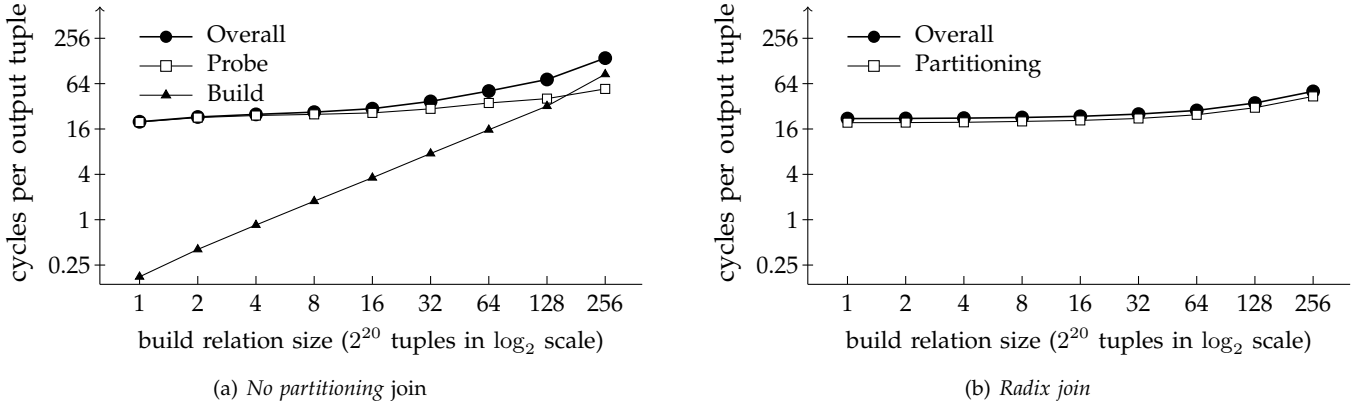 cycles per output tuple
256
64
16
4
1
0.25
Overall
Probe
Build
1 2 4 8 16 32 64 128 256
build relation size (2^20 tuples in log_2 scale)
(a) No partitioning join
cycles per output tuple
256
64
16
4
1
0.25
Overall
Partitioning
1 2 4 8 16 32 64 128 256
build relation size (2^20 tuples in log_2 scale)
(b) Radix join